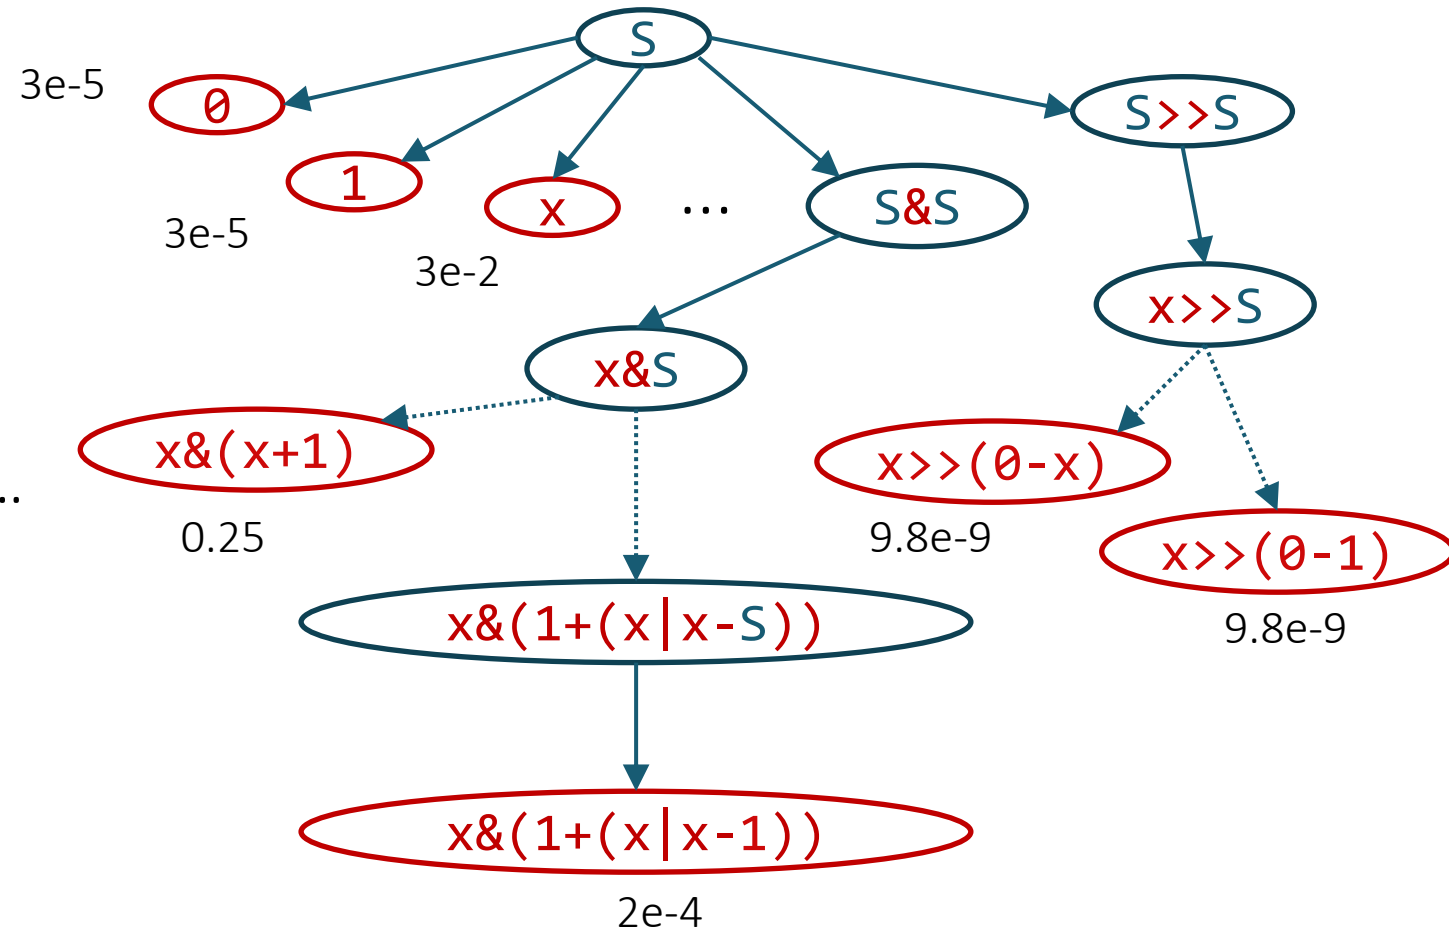 S
3e-5
0
S>>S
1
x
...
S&S
3e-5
3e-2
x>>S
x&S
x&(x+1)
x>>(0-x)
...
0.25
9.8e-9
x>>(0-1)
x&(1+(x|x-S))
9.8e-9
x&(1+(x|x-1))
2e-4